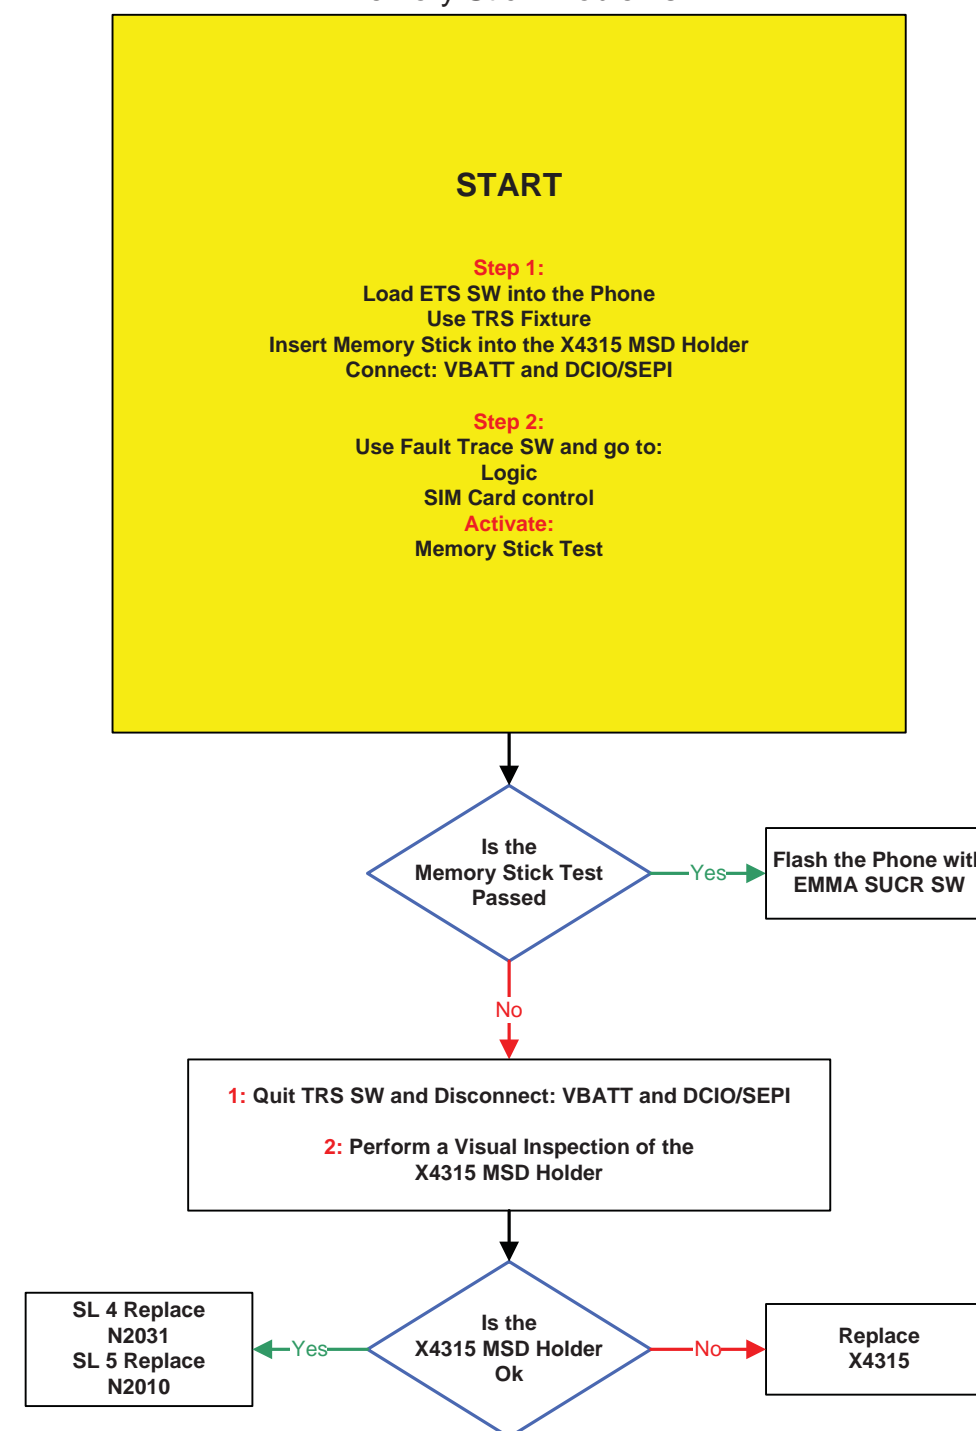 START
Step 1:
Load ETS SW into the Phone
Use TRS Fixture
Insert Memory Stick into the X4315 MSD Holder
Connect: VBATT and DCIO/SEPI
Step 2:
Use Fault Trace SW and go to:
Logic
SIM Card control
Activate:
Memory Stick Test
Is the
Memory Stick Test
Passed
Yes
Flash the Phone with
EMMA SUCR SW
No
1: Quit TRS SW and Disconnect: VBATT and DCIO/SEPI
2: Perform a Visual Inspection of the
X4315 MSD Holder
Is the
X4315 MSD Holder
Ok
Yes
SL 4 Replace
N2031
SL 5 Replace
N2010
No
Replace
X4315